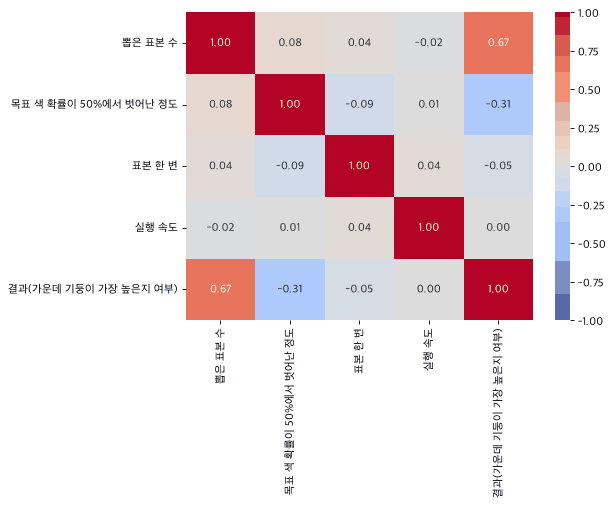 뽑은 표본 수
1.00 0.08 0.04 −0.02 0.67
목표 색 확률이 50%에서 벗어난 정도
0.08 1.00 −0.09 0.01 −0.31
표본 한 변
0.04 −0.09 1.00 0.04 −0.05
실행 속도
−0.02 0.01 0.04 1.00 0.00
결과(가운데 기둥이 가장 높은지 여부)
0.67 −0.31 −0.05 0.00 1.00
뽑은 표본 수
목표 색 확률이 50%에서 벗어난 정도
표본 한 변
실행 속도
결과(가운데 기둥이 가장 높은지 여부)
1.00
0.75
0.50
0.25
0.00
−0.25
−0.50
−0.75
−1.00